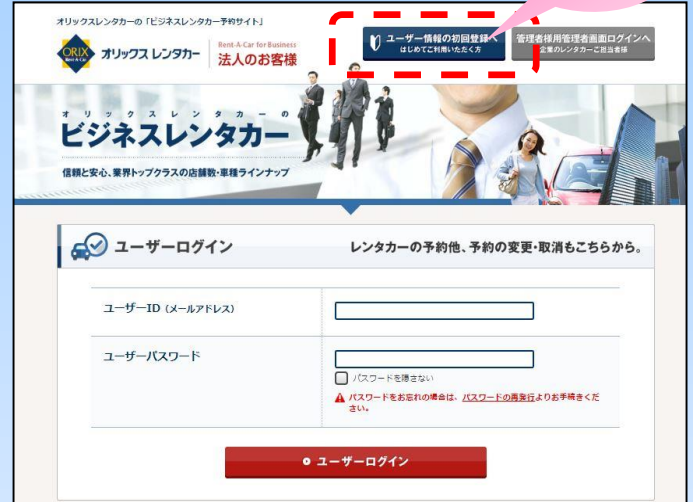 オリックスレンタカーの「ビジネスレンタカー予約サイト」
ORIX
Rent-A-Car
オリックス レンタカー
Rent-A-Car for Business
法人のお客様
ユーザー情報の初回登録へ
はじめてご利用いただく方
管理者様用管理者画面ログインへ
企業のレンタカーご担当者様
オリックスレンタカーの
ビジネスレンタカー
信頼と安心、業界トップクラスの店舗数・車種ラインナップ
ユーザーログイン
レンタカーの予約他、予約の変更・取消もこちらから。
ユーザーID（メールアドレス）
ユーザーパスワード
パスワードを隠さない
パスワードをお忘れの場合は、パスワードの再発行よりお手続きくだ
さい。
ユーザーログイン